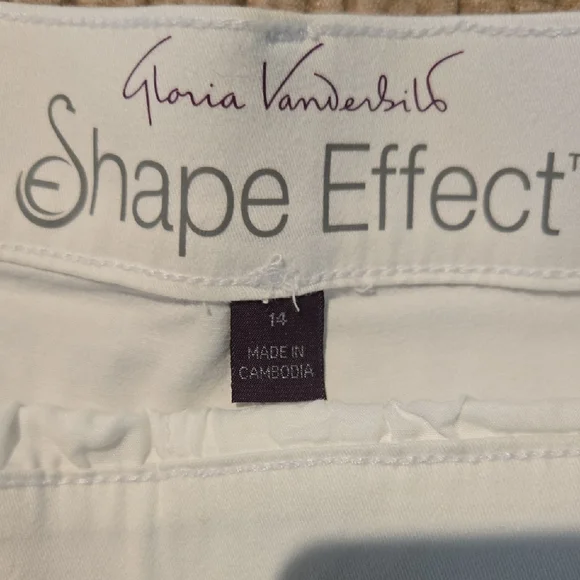 Gloria Vanderbilt
Shape Effect™
14
MADE IN
CAMBODIA